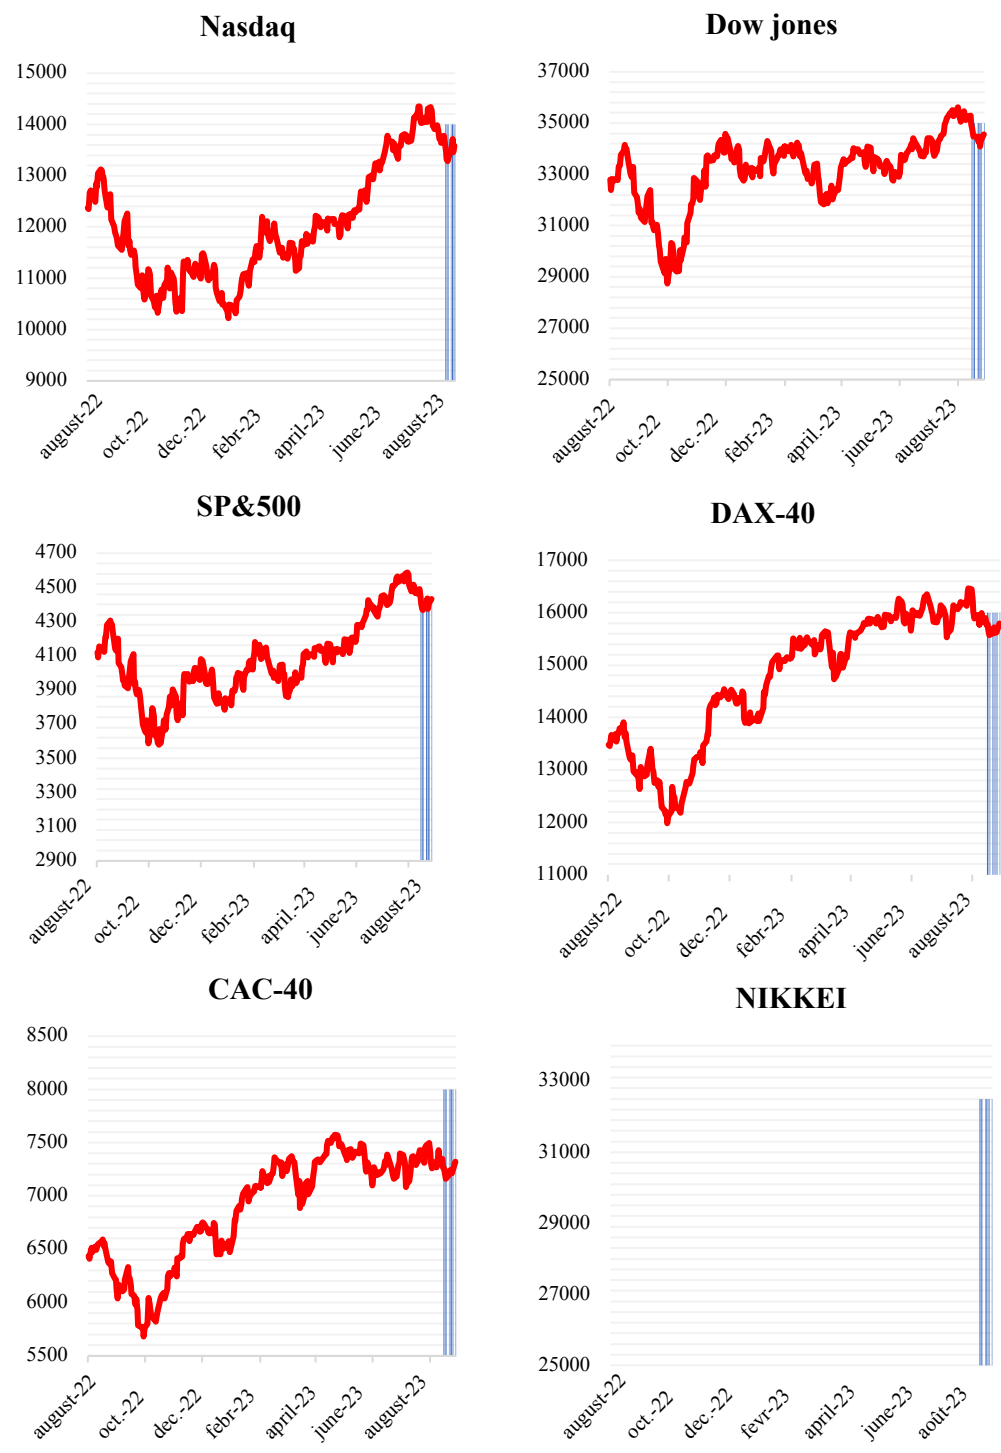 Nasdaq
15000
14000
13000
12000
11000
10000
9000
august-22
oct.-22
dec.-22
febr-23
april-23
june-23
august-23
Dow jones
37000
35000
33000
31000
29000
27000
25000
august-22
oct.-22
dec.-22
febr-23
april-23
june-23
august-23
SP&500
4700
4500
4300
4100
3900
3700
3500
3300
3100
2900
august-22
oct.-22
dec.-22
febr-23
april.-23
june-23
august-23
DAX-40
17000
16000
15000
14000
13000
12000
11000
august-22
oct.-22
dec.-22
febr-23
april-23
june-23
august-23
CAC-40
8500
8000
7500
7000
6500
6000
5500
august-22
oct.-22
dec.-22
febr-23
april-23
june-23
august-23
NIKKEI
33000
31000
29000
27000
25000
august-22
oct.-22
dec.-22
fevr-23
april-23
june-23
août-23